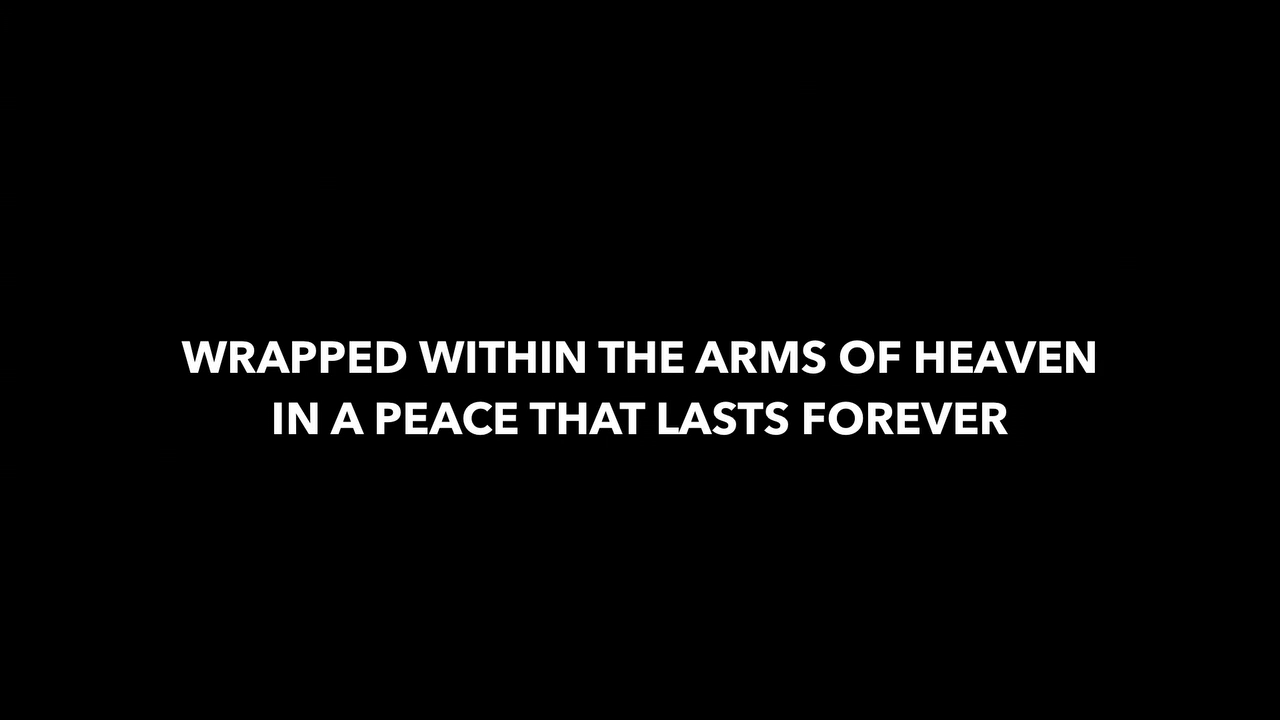 WRAPPED WITHIN THE ARMS OF HEAVEN
IN A PEACE THAT LASTS FOREVER